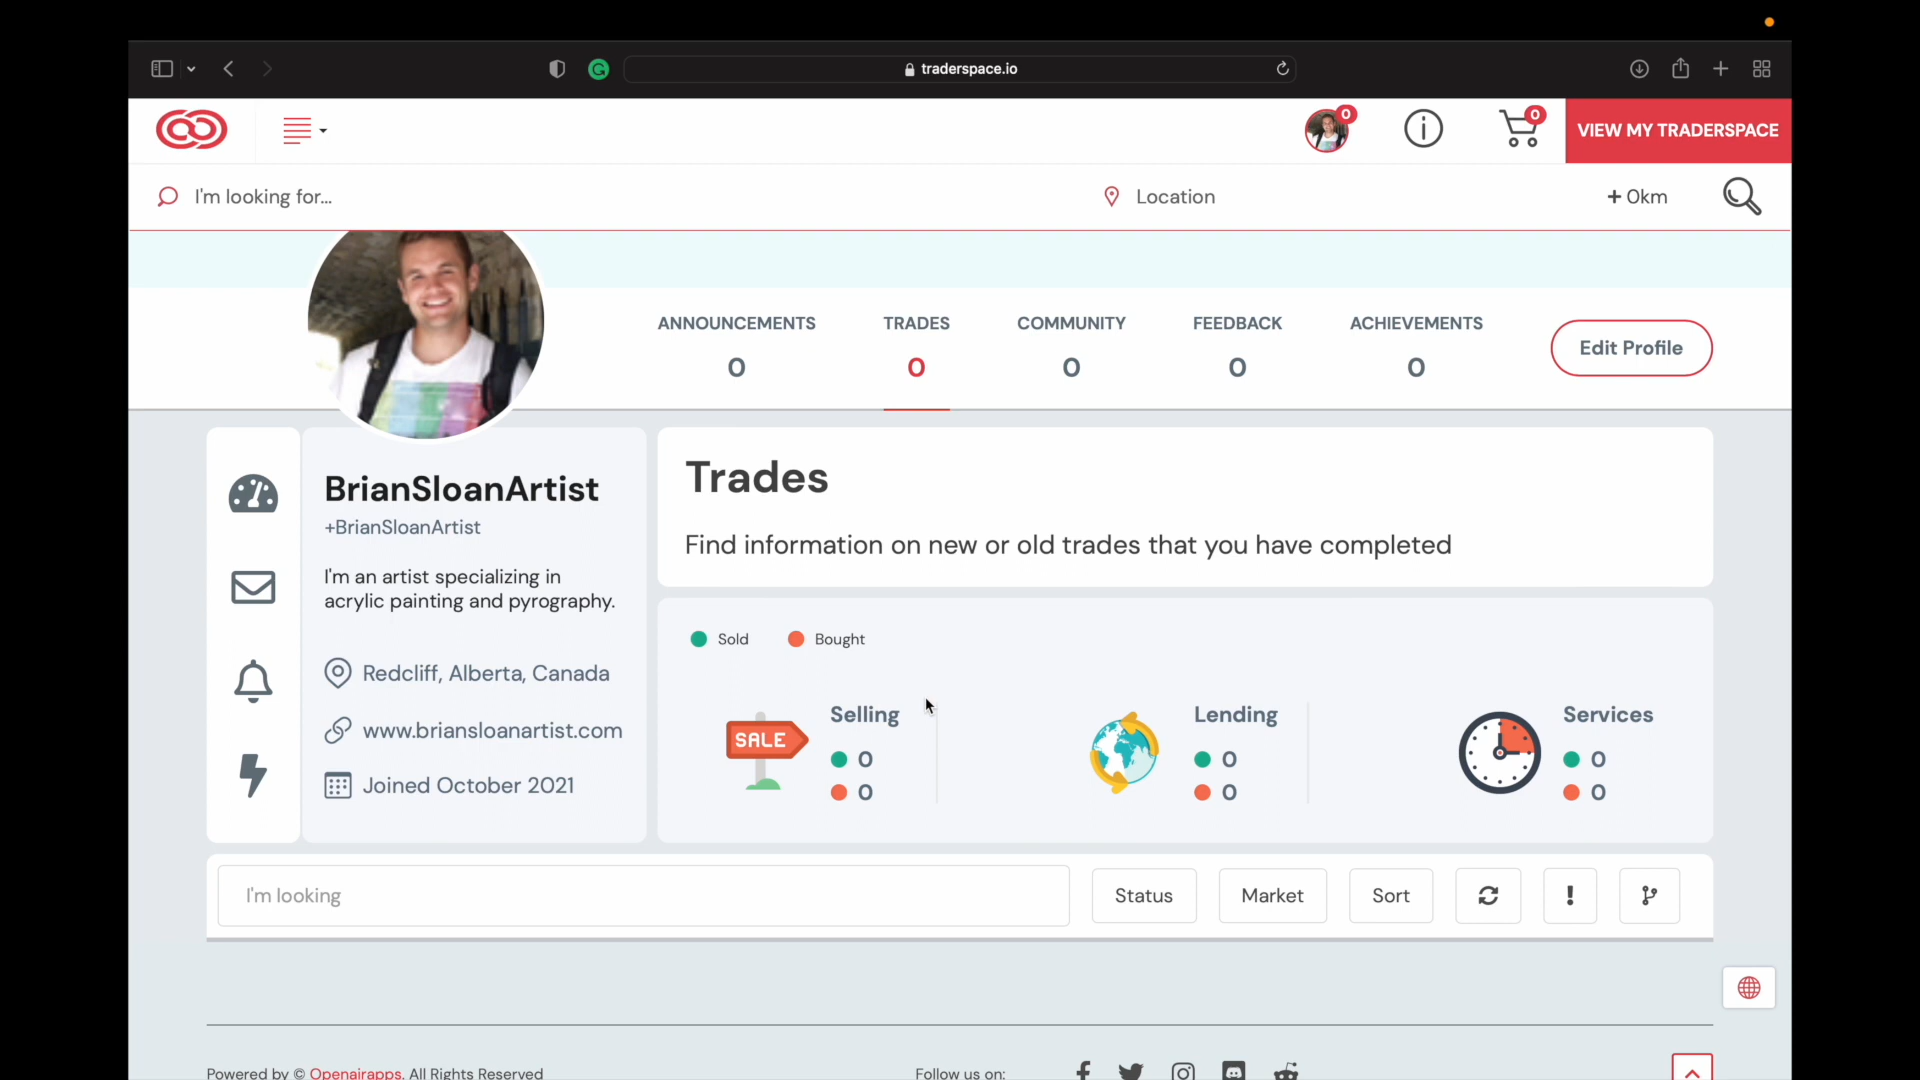 traderspace.io
0
0
VIEW MY TRADERSPACE
I'm looking for...
Location
+ 0km
ANNOUNCEMENTS
TRADES
COMMUNITY
FEEDBACK
ACHIEVEMENTS
0
0
0
0
0
Edit Profile
BrianSloanArtist
+BrianSloanArtist
I'm an artist specializing in
acrylic painting and pyrography.
Redcliff, Alberta, Canada
www.briansloanartist.com
Joined October 2021
Trades
Find information on new or old trades that you have completed
Sold
Bought
SALE
Selling
0
0
Lending
0
0
Services
0
0
I'm looking
Status
Market
Sort
Powered by © Openairapps. All Rights Reserved
Follow us on: